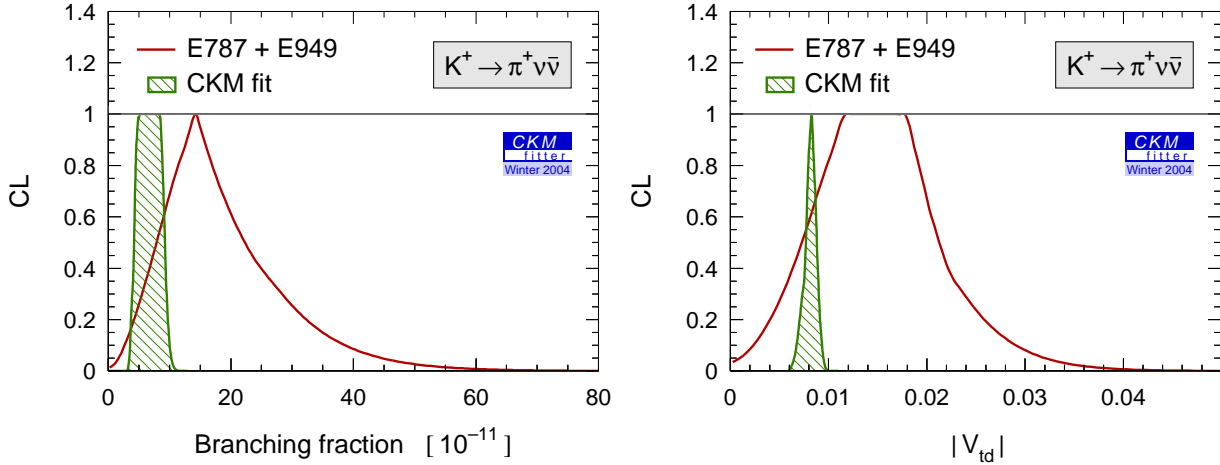 E787 + E949
CKM fit
K⁺ → π⁺νν̄
CKM
fitter
Winter 2004
CL
0
0.2
0.4
0.6
0.8
1
1.2
1.4
0 20 40 60 80
Branching fraction [ 10⁻¹¹ ]
E787 + E949
CKM fit
K⁺ → π⁺νν̄
CKM
fitter
Winter 2004
CL
0
0.2
0.4
0.6
0.8
1
1.2
1.4
0 0.01 0.02 0.03 0.04
| V_td |